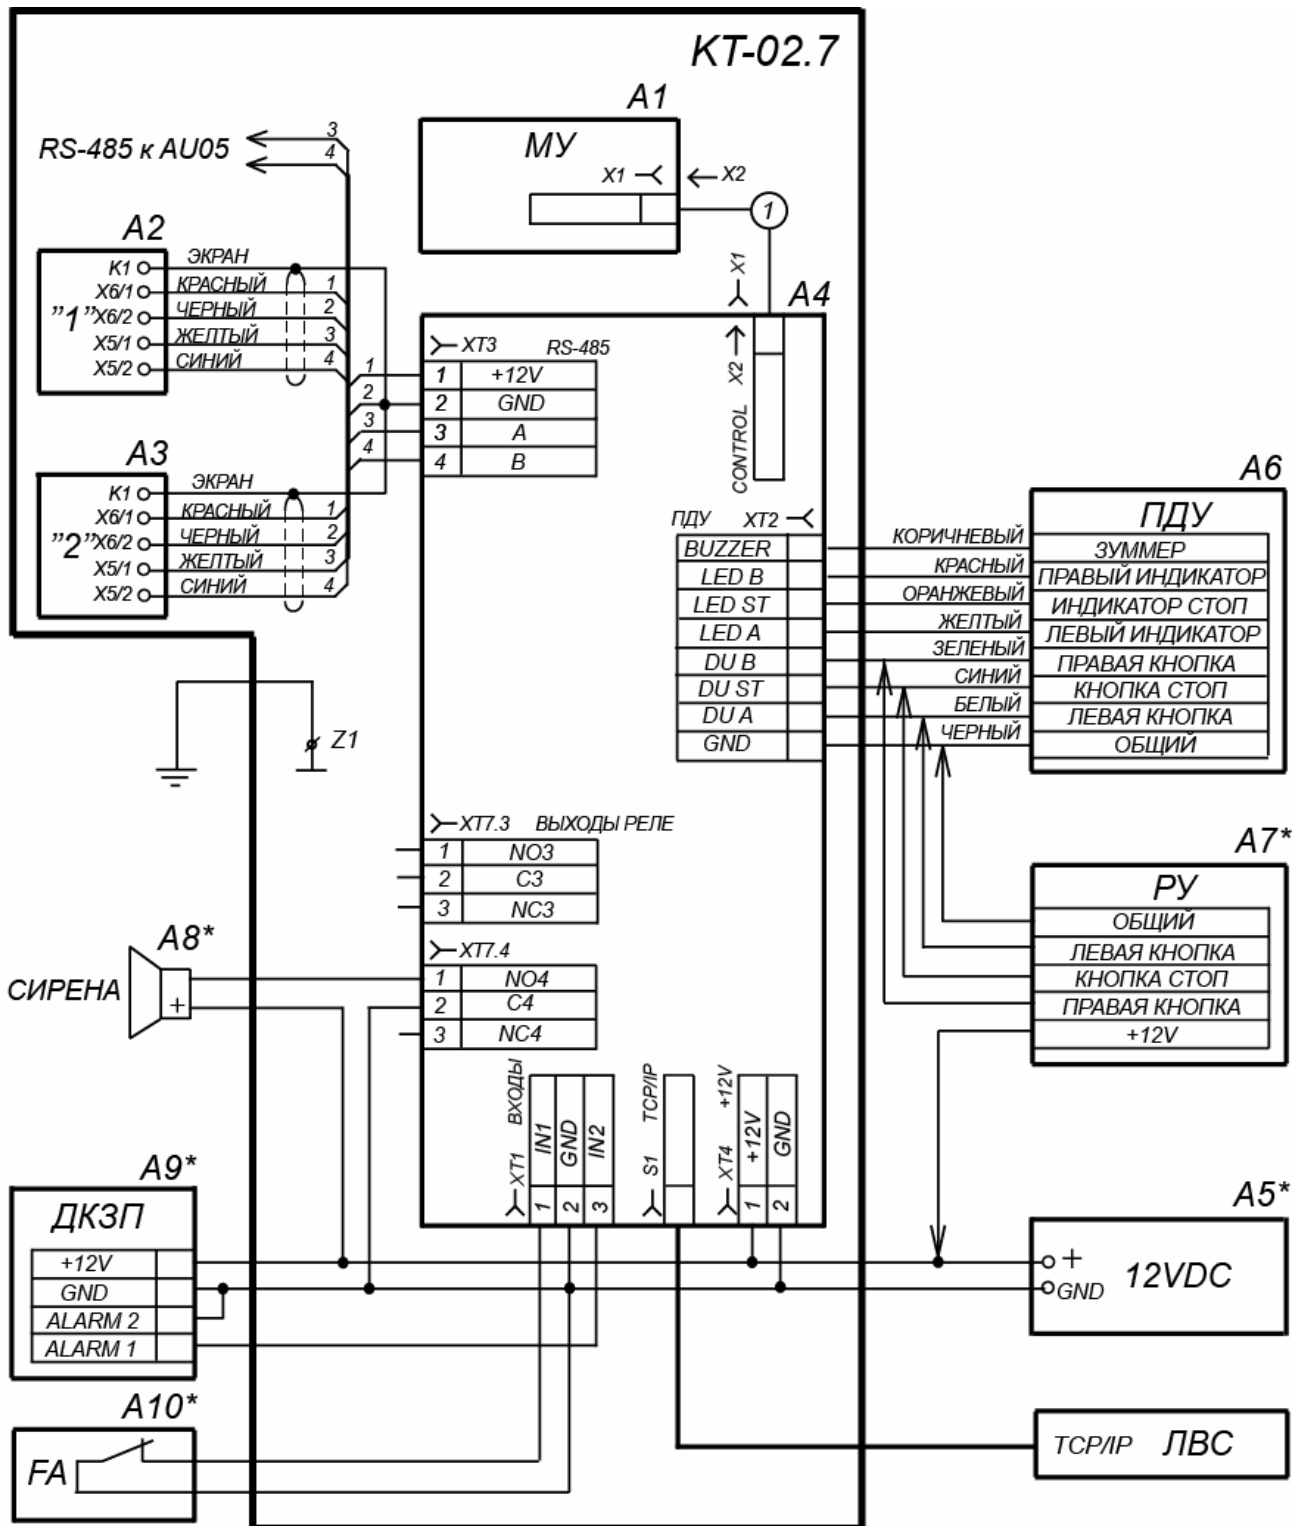 KT-02.7
A1
МУ
X1
X2
1
RS-485 к AU05
3
4
A2
"1"
K1
ЭКРАН
X6/1
КРАСНЫЙ
1
X6/2
ЧЕРНЫЙ
2
X5/1
ЖЕЛТЫЙ
3
X5/2
СИНИЙ
4
A3
"2"
K1
ЭКРАН
X6/1
КРАСНЫЙ
1
X6/2
ЧЕРНЫЙ
2
X5/1
ЖЕЛТЫЙ
3
X5/2
СИНИЙ
4
1
2
3
4
A4
X1
X2
CONTROL
XT3 RS-485
1 +12V
2 GND
3 A
4 B
ПДУ XT2
BUZZER
LED B
LED ST
LED A
DU B
DU ST
DU A
GND
КОРИЧНЕВЫЙ
КРАСНЫЙ
ОРАНЖЕВЫЙ
ЖЕЛТЫЙ
ЗЕЛЕНЫЙ
СИНИЙ
БЕЛЫЙ
ЧЕРНЫЙ
A6
ПДУ
ЗУММЕР
ПРАВЫЙ ИНДИКАТОР
ИНДИКАТОР СТОП
ЛЕВЫЙ ИНДИКАТОР
ПРАВАЯ КНОПКА
КНОПКА СТОП
ЛЕВАЯ КНОПКА
ОБЩИЙ
Z1
XT7.3 ВЫХОДЫ РЕЛЕ
1 NO3
2 C3
3 NC3
XT7.4
1 NO4
2 C4
3 NC4
A7*
РУ
ОБЩИЙ
ЛЕВАЯ КНОПКА
КНОПКА СТОП
ПРАВАЯ КНОПКА
+12V
A8*
СИРЕНА
+
XT1 ВХОДЫ
1 IN1
2 GND
3 IN2
S1 TCP/IP
XT4 +12V
1 +12V
2 GND
A9*
ДКЗП
+12V
GND
ALARM 2
ALARM 1
A5*
+
GND
12VDC
A10*
FA
TCP/IP ЛВС